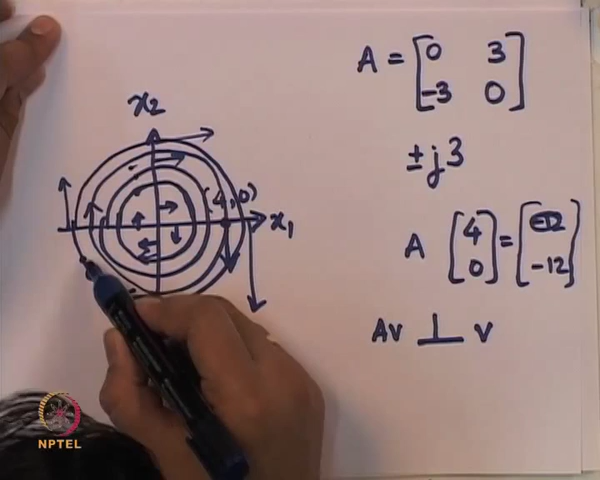 A = [0 3
-3 0]
x2
± j3
(4,0)
x1
A [4 0] = [ -12]
Av ⊥ v
NPTEL